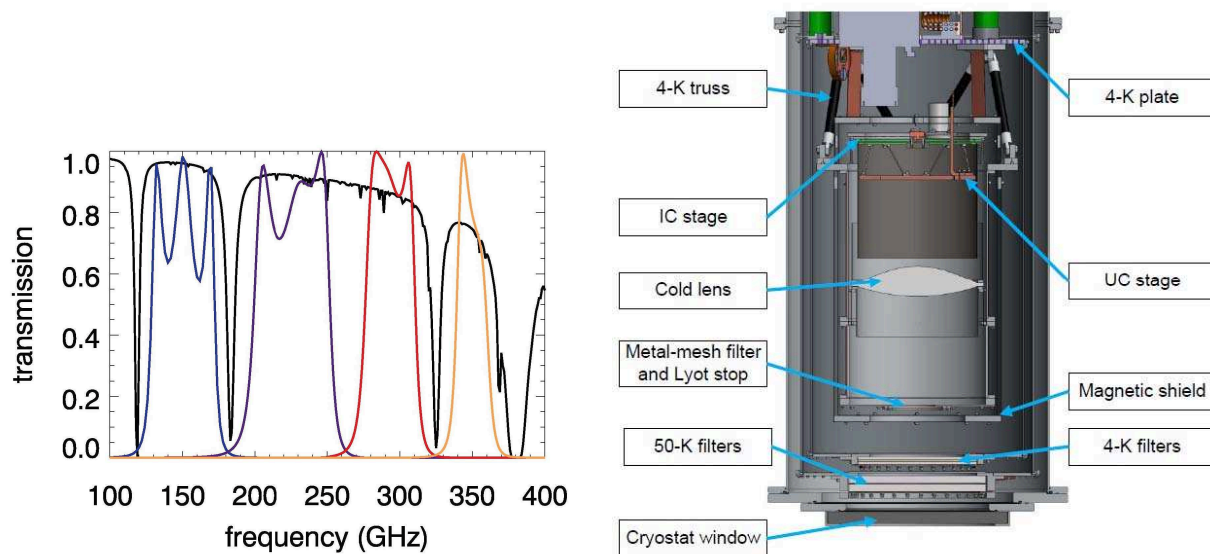 transmission
1.0
0.8
0.6
0.4
0.2
0.0
100 150 200 250 300 350 400
frequency (GHz)
4-K truss
4-K plate
IC stage
UC stage
Cold lens
Metal-mesh filter
and Lyot stop
Magnetic shield
50-K filters
4-K filters
Cryostat window